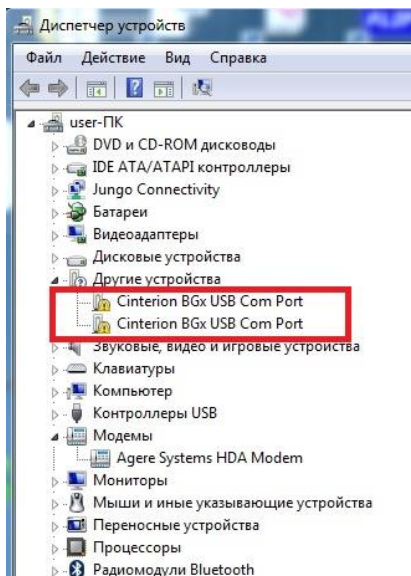 Диспетчер устройств
Файл Действие Вид Справка
user-ПК
DVD и CD-ROM дисководы
IDE ATA/ATAPI контроллеры
Jungo Connectivity
Батареи
Видеоадаптеры
Дисковые устройства
Другие устройства
Cinterion BGx USB Com Port
Cinterion BGx USB Com Port
Звуковые, видео и игровые устройства
Клавиатуры
Компьютер
Контроллеры USB
Модемы
Agere Systems HDA Modem
Мониторы
Мыши и иные указывающие устройства
Переносные устройства
Процессоры
Радиомодули Bluetooth